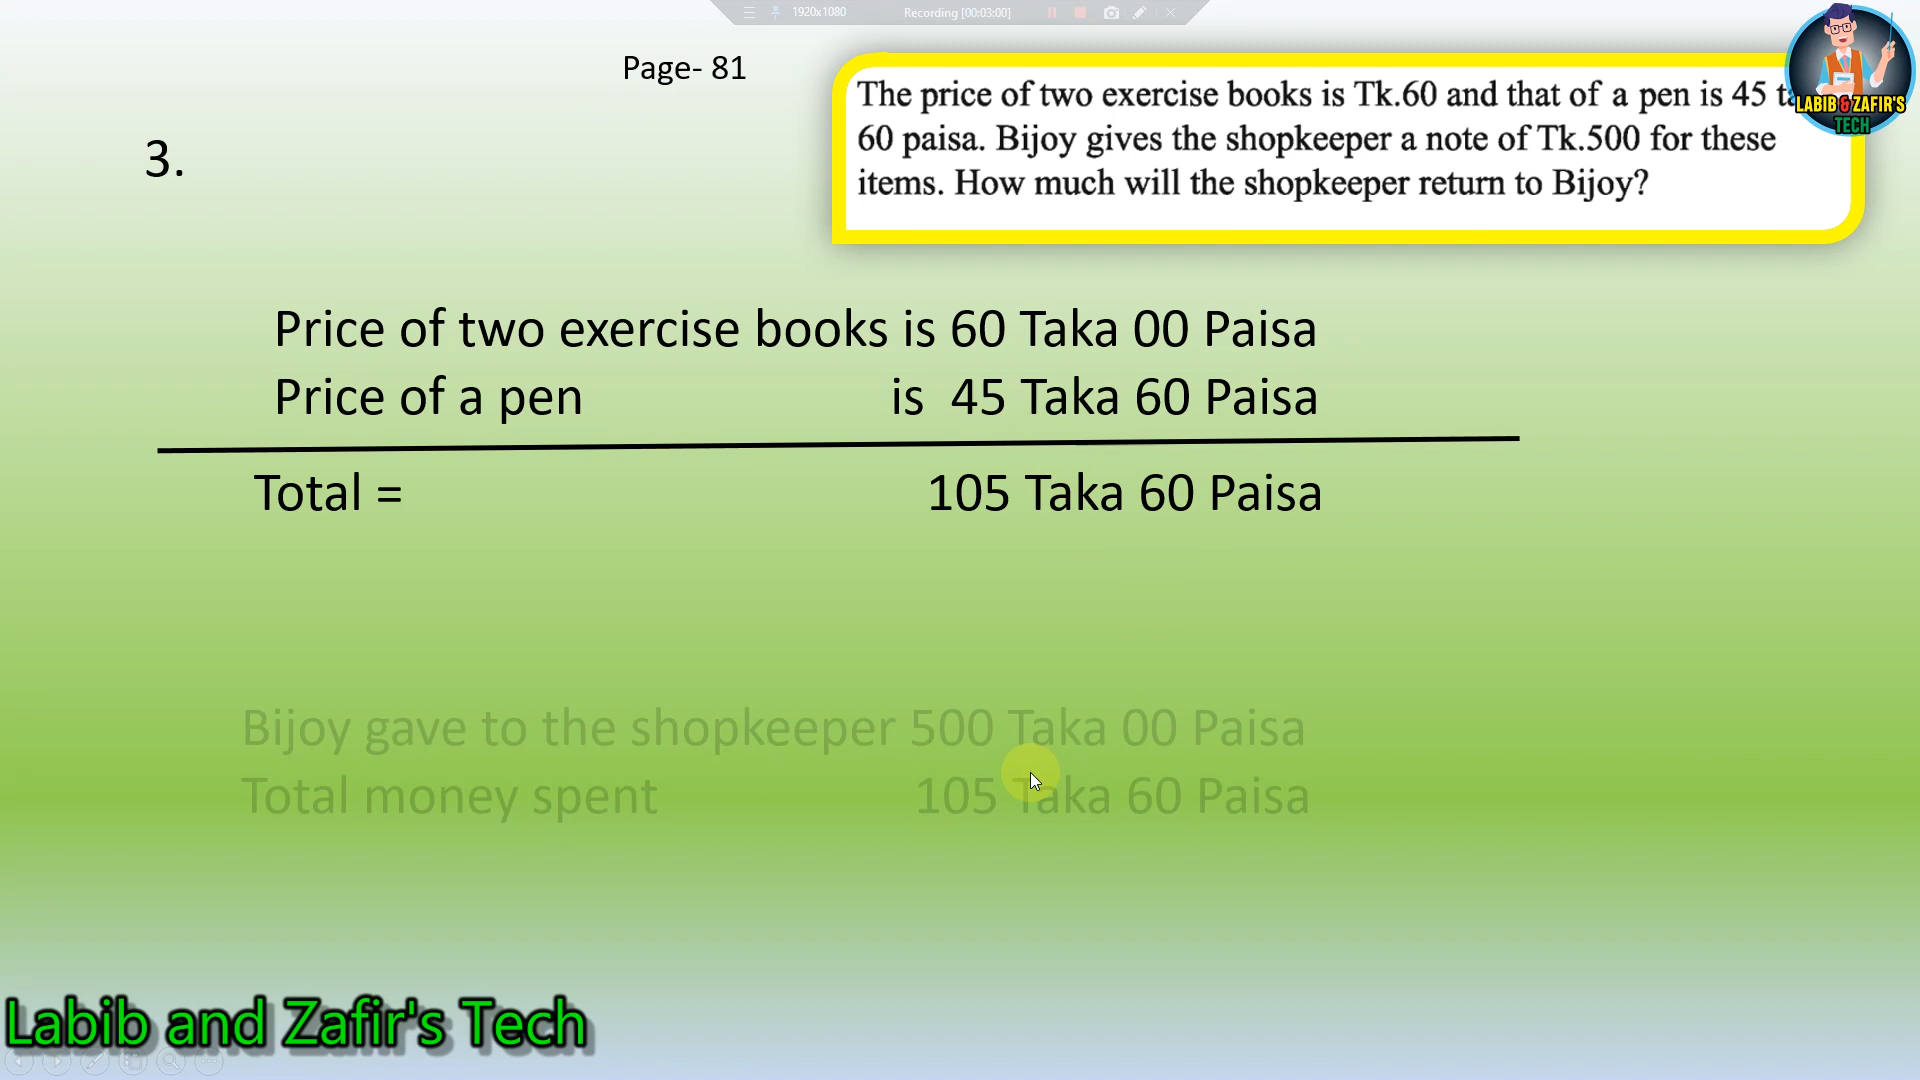 1920x1080 Recording [00:03:00]
Page- 81
The price of two exercise books is Tk.60 and that of a pen is 45
60 paisa. Bijoy gives the shopkeeper a note of Tk.500 for these
items. How much will the shopkeeper return to Bijoy?
LABIB & ZAFIR'S
TECH
3.
Price of two exercise books is 60 Taka 00 Paisa
Price of a pen is 45 Taka 60 Paisa
Total = 105 Taka 60 Paisa
Bijoy gave to the shopkeeper 500 Taka 00 Paisa
Total money spent 105 Taka 60 Paisa
Labib and Zafir's Tech